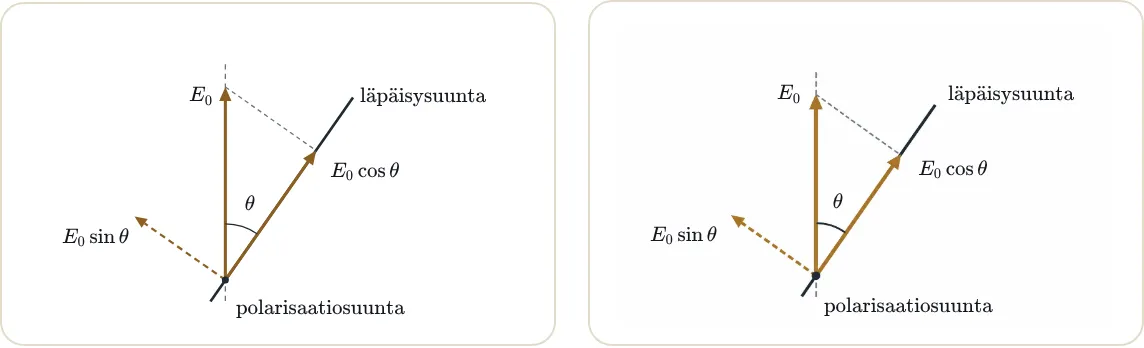 E₀
läpäisysuunta
E₀ cos θ
θ
E₀ sin θ
polarisaatiosuunta
E₀
läpäisysuunta
E₀ cos θ
θ
E₀ sin θ
polarisaatiosuunta